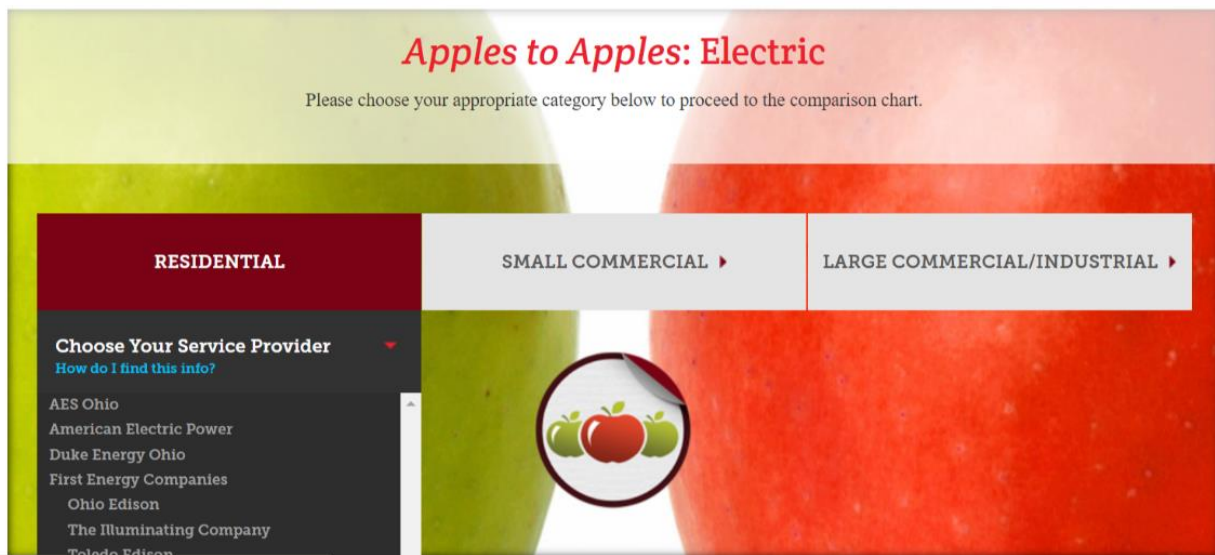 Apples to Apples: Electric
Please choose your appropriate category below to proceed to the comparison chart.
RESIDENTIAL
SMALL COMMERCIAL
LARGE COMMERCIAL/INDUSTRIAL
Choose Your Service Provider
How do I find this info?
AES Ohio
American Electric Power
Duke Energy Ohio
First Energy Companies
Ohio Edison
The Illuminating Company
Toledo Edison